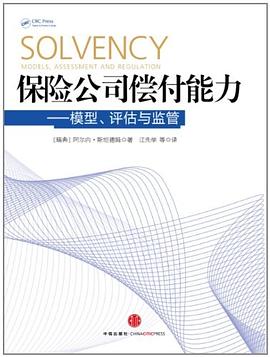 CRC Press
SOLVENCY
MODELS, ASSESSMENT AND REGULATION
保险公司偿付能力
——模型、评估与监管
[瑞典] 阿尔内·斯坦德姆 著 江先学 等 译
中信出版社·CHINACITICPRESS